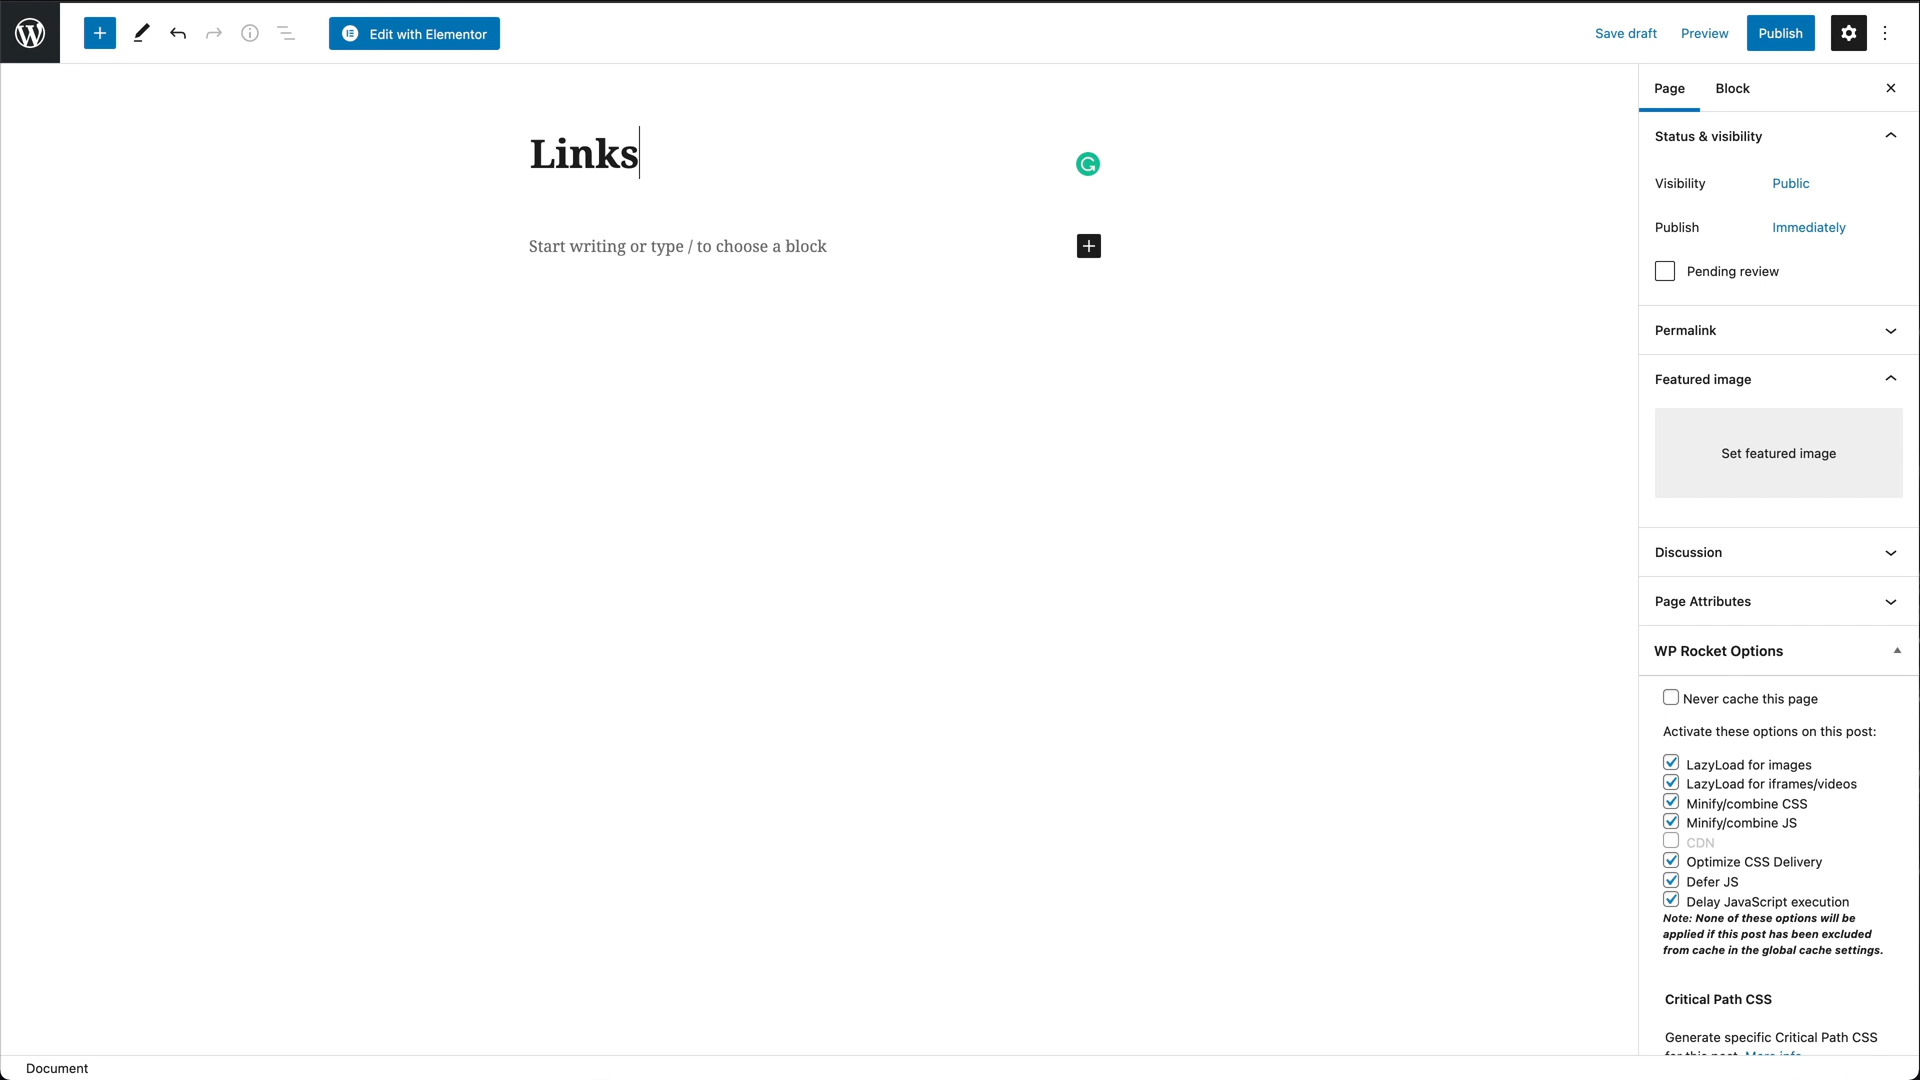 Edit with Elementor
Save draft
Preview
Publish
Page
Block
Links
Start writing or type / to choose a block
Status & visibility
Visibility
Public
Publish
Immediately
Pending review
Permalink
Featured image
Set featured image
Discussion
Page Attributes
WP Rocket Options
Never cache this page
Activate these options on this post:
LazyLoad for images
LazyLoad for iframes/videos
Minify/combine CSS
Minify/combine JS
CDN
Optimize CSS Delivery
Defer JS
Delay JavaScript execution
Note: None of these options will be
applied if this post has been excluded
from cache in the global cache settings.
Critical Path CSS
Generate specific Critical Path CSS
for this post. More info
Document